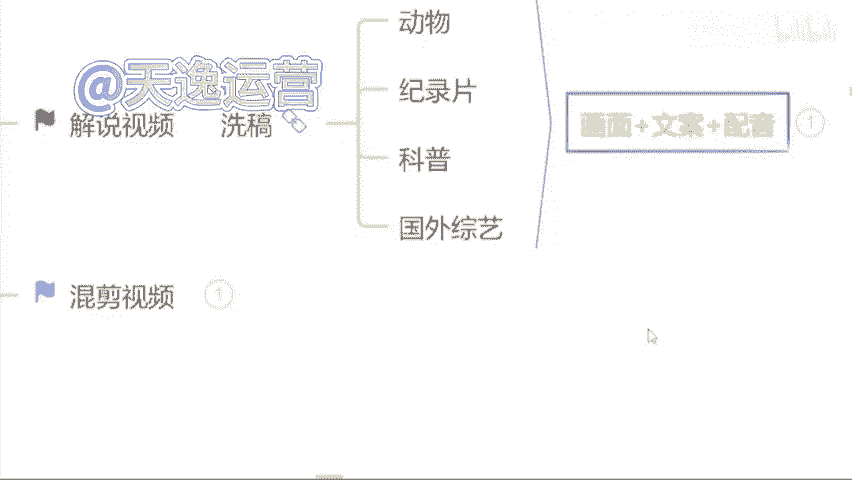 动物
@天逸运营
纪录片
解说视频 洗稿
画面+文案+配音 1
科普
国外综艺
混剪视频 1
bilibili